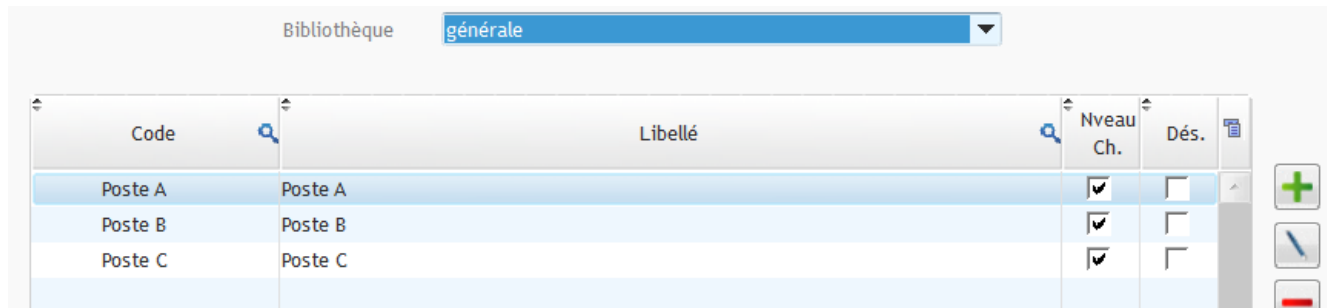 Bibliothèque générale
Code Libellé Nveau Ch. Dés.
Poste A Poste A
Poste B Poste B
Poste C Poste C